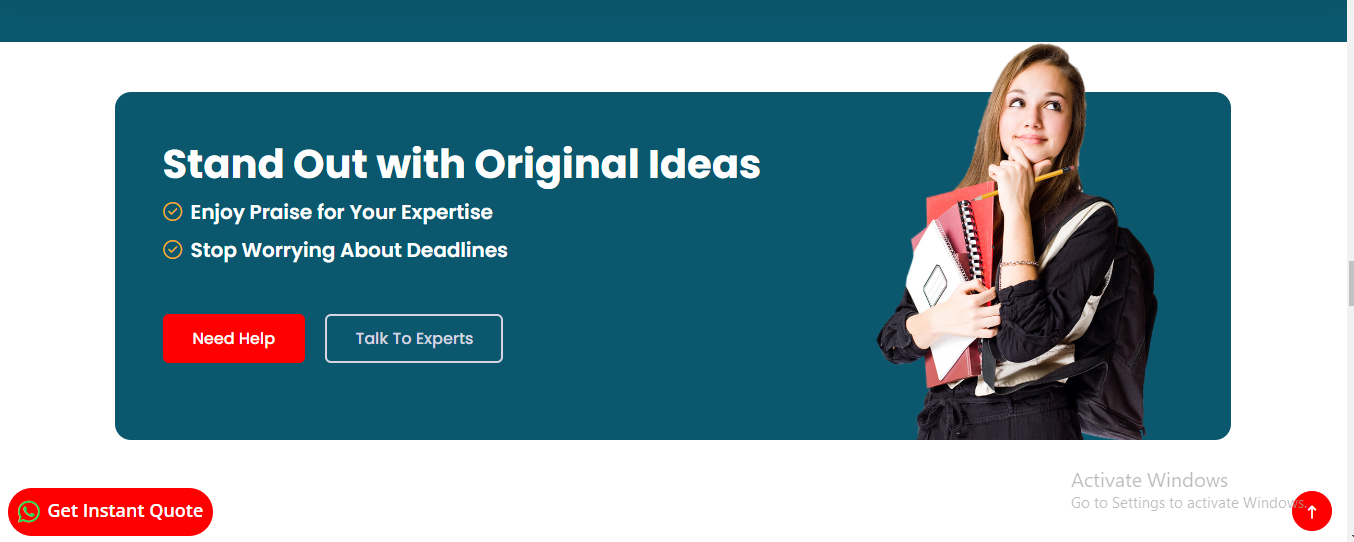 Stand Out with Original Ideas
Enjoy Praise for Your Expertise
Stop Worrying About Deadlines
Need Help
Talk To Experts
Get Instant Quote
Activate Windows
Go to Settings to activate Windows.